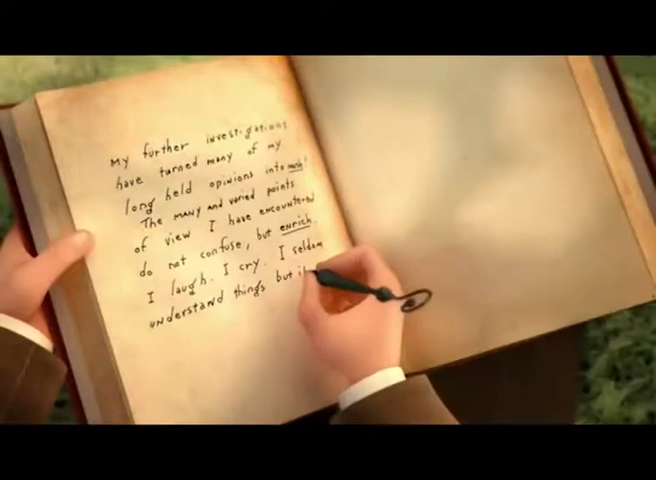 My further investigations
have turned many of my
long held opinions into mush!
The many and varied points
of view I have encountered
do not confuse, but enrich.
I laugh. I cry. I seldom
understand things but i